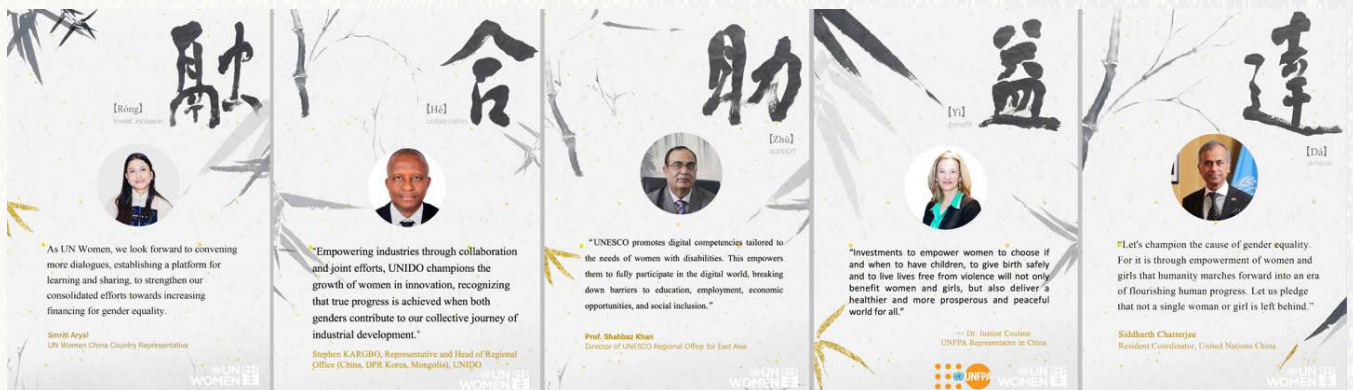 融
【Róng】
invest, inclusion
As UN Women, we look forward to convening
more dialogues, establishing a platform for
learning and sharing, to strengthen our
consolidated efforts towards increasing
financing for gender equality.
Smriti Aryal
UN Women China Country Representative
UN
WOMEN
合
【Hé】
collaboration
"Empowering industries through collaboration
and joint efforts, UNIDO champions the
growth of women in innovation, recognizing
that true progress is achieved when both
genders contribute to our collective journey of
industrial development."
Stephen KARGBO, Representative and Head of Regional
Office (China, DPR Korea, Mongolia), UNIDO
UN
WOMEN
助
【Zhù】
support
"UNESCO promotes digital competencies tailored to
the needs of women with disabilities. This empowers
them to fully participate in the digital world, breaking
down barriers to education, employment, economic
opportunities, and social inclusion."
Prof. Shahbaz Khan
Director of UNESCO Regional Office for East Asia
UN
WOMEN
益
【Yì】
benefit
"Investments to empower women to choose if
and when to have children, to give birth safely
and to live lives free from violence will not only
benefit women and girls, but also deliver a
healthier and more prosperous and peaceful
world for all."
— Dr. Justine Coulson
UNFPA Representative in China
UNFPA
UN
WOMEN
達
【Dá】
achieve
"Let's champion the cause of gender equality.
For it is through empowerment of women and
girls that humanity marches forward into an era
of flourishing human progress. Let us pledge
that not a single woman or girl is left behind."
Siddharth Chatterjee
Resident Coordinator, United Nations China
UN
WOMEN